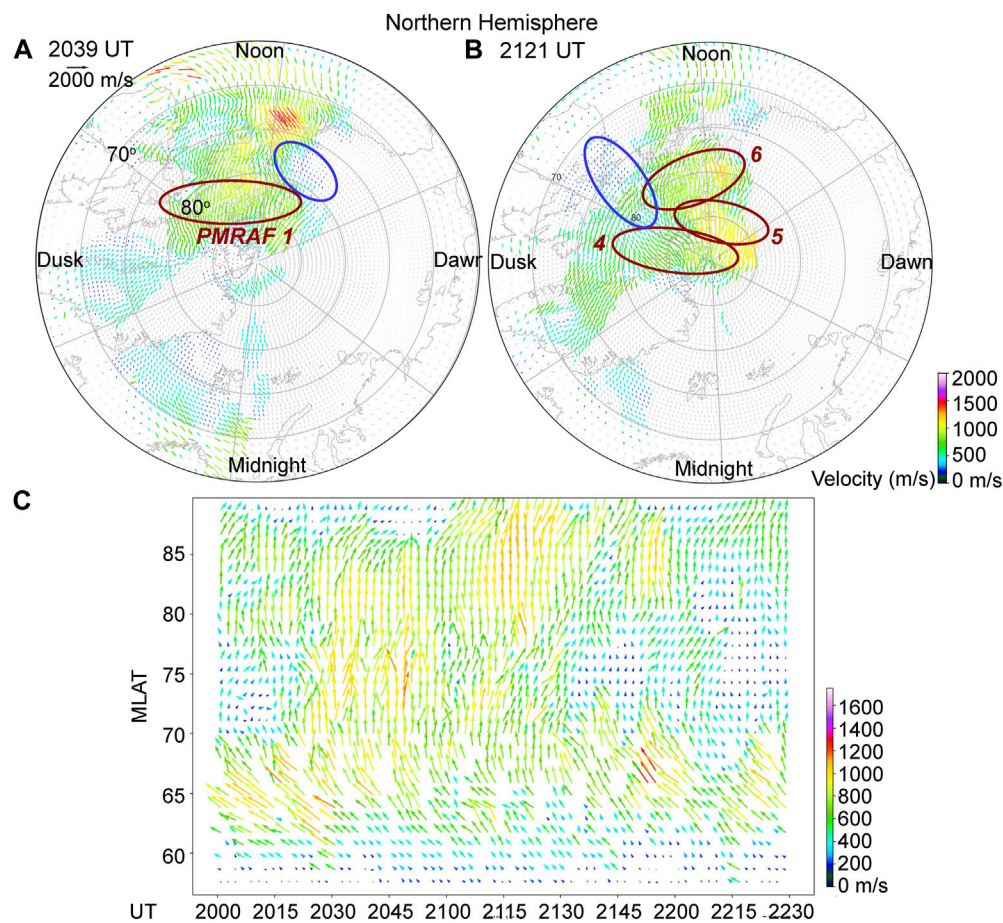 Northern Hemisphere
A 2039 UT
2000 m/s
Noon
70°
80°
PMRAF 1
Dusk
Dawr
Midnight
B 2121 UT
Noon
70
80
6
5
4
Dusk
Dawn
Midnight
2000
1500
1000
500
0 m/s
Velocity (m/s)
C
MLAT
85
80
75
70
65
60
UT 2000 2015 2030 2045 2100 2115 2130 2145 2200 2215 2230
1600
1400
1200
1000
800
600
400
200
0 m/s